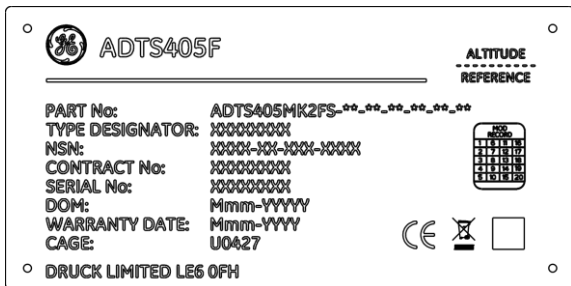 ADTS405F
ALTITUDE
REFERENCE
PART No: ADTS405MK2FS-**-**-**-**-**-**
TYPE DESIGNATOR: XXXXXXXX
NSN: XXXX-XX-XXX-XXXX
CONTRACT No: XXXXXXXX
SERIAL No: XXXXXXXX
DOM: Mmm-YYYYY
WARRANTY DATE: Mmm-YYYY
CAGE: U0427
MOD
RECORD
1 6 11 16
2 7 12 17
3 8 13 18
4 9 14 19
5 10 15 20
CE
DRUCK LIMITED LE6 0FH